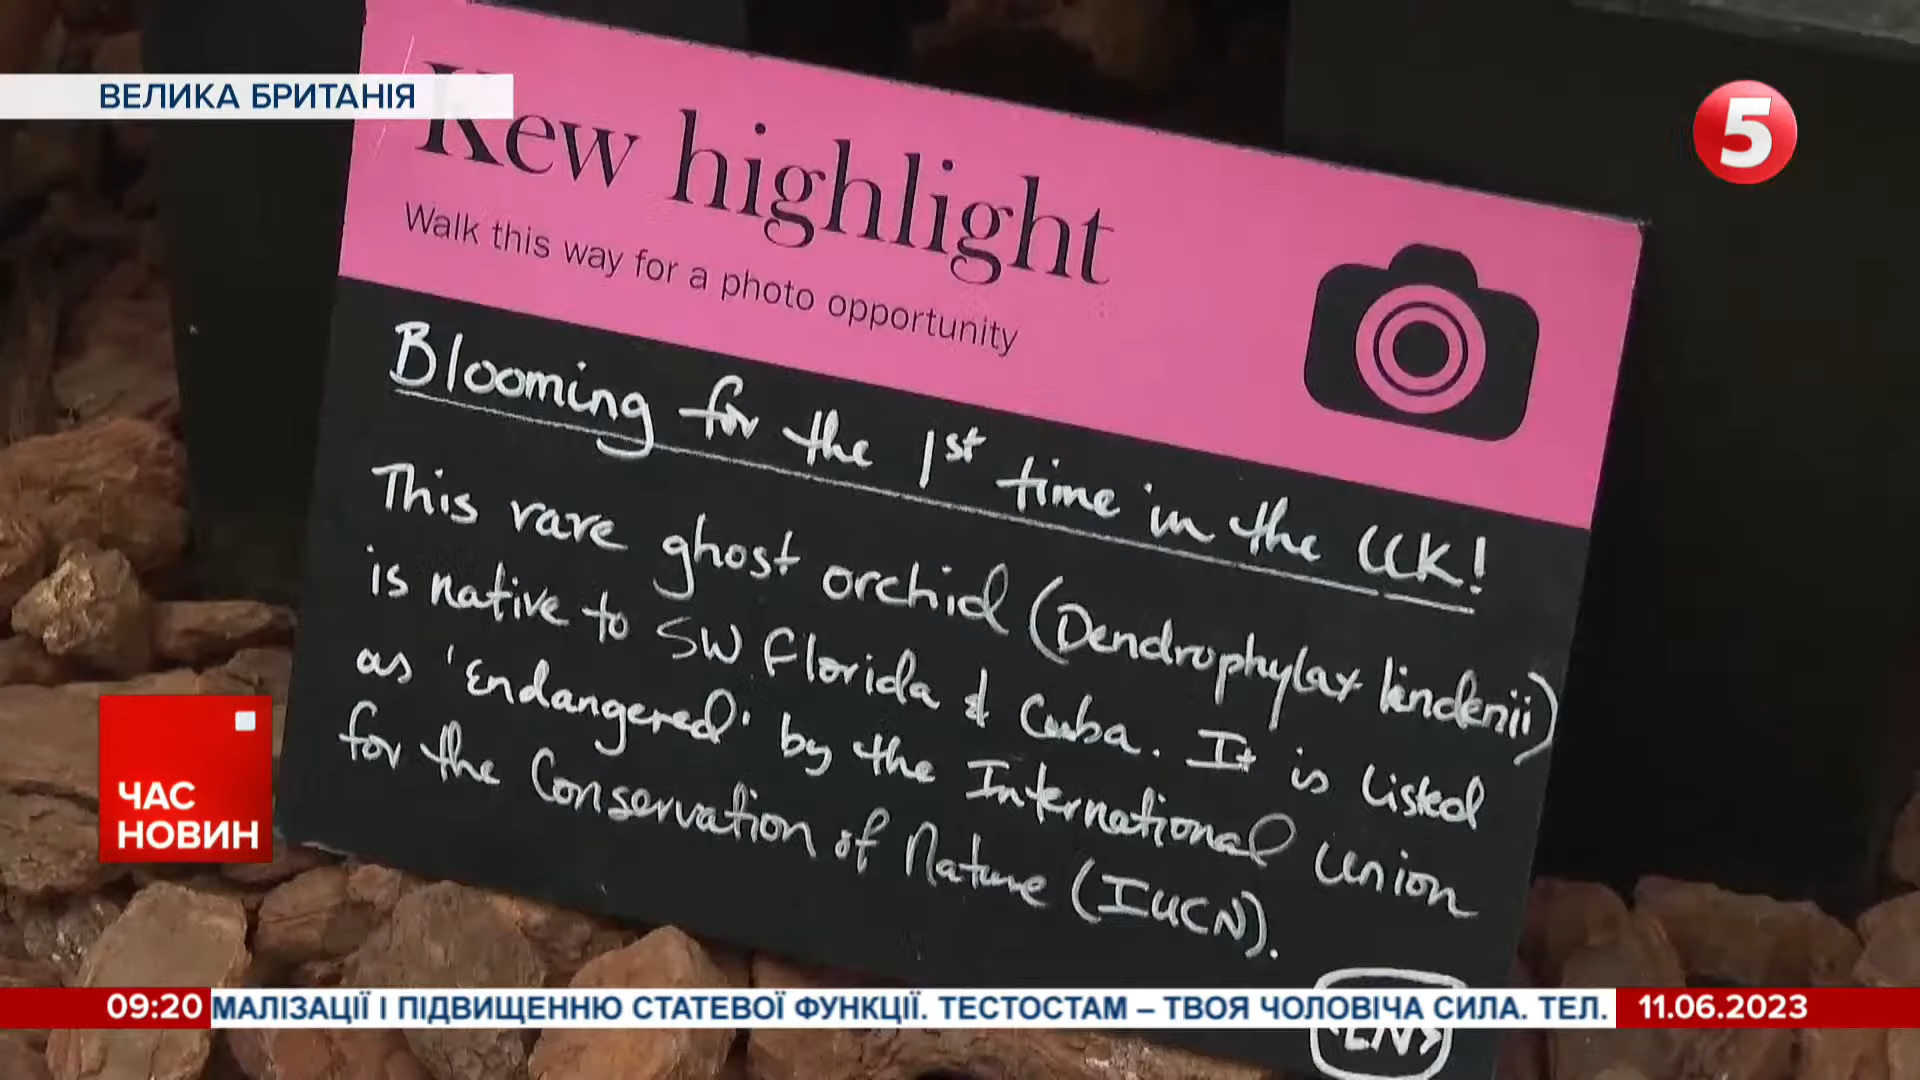 ВЕЛИКА БРИТАНІЯ
5
Kew highlight
Walk this way for a photo opportunity
Blooming for the 1st time in the UK!
This rare ghost orchid (Dendrophylax lindenii)
is native to SW Florida & Cuba. It is listed
as 'Endangered' by the International Union
for the Conservation of Nature (IUCN).
ЧАС
НОВИН
09:20
МАЛІЗАЦІЇ І ПІДВИЩЕННЮ СТАТЕВОЇ ФУНКЦІЇ. ТЕСТОСТАМ – ТВОЯ ЧОЛОВІЧА СИЛА. ТЕЛ.
11.06.2023